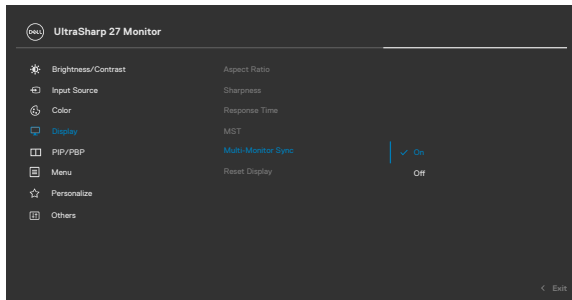 DELL UltraSharp 27 Monitor
Brightness/Contrast
Input Source
Color
Display
PIP/PBP
Menu
Personalize
Others
Aspect Ratio
Sharpness
Response Time
MST
Multi-Monitor Sync
Reset Display
On
Off
Exit